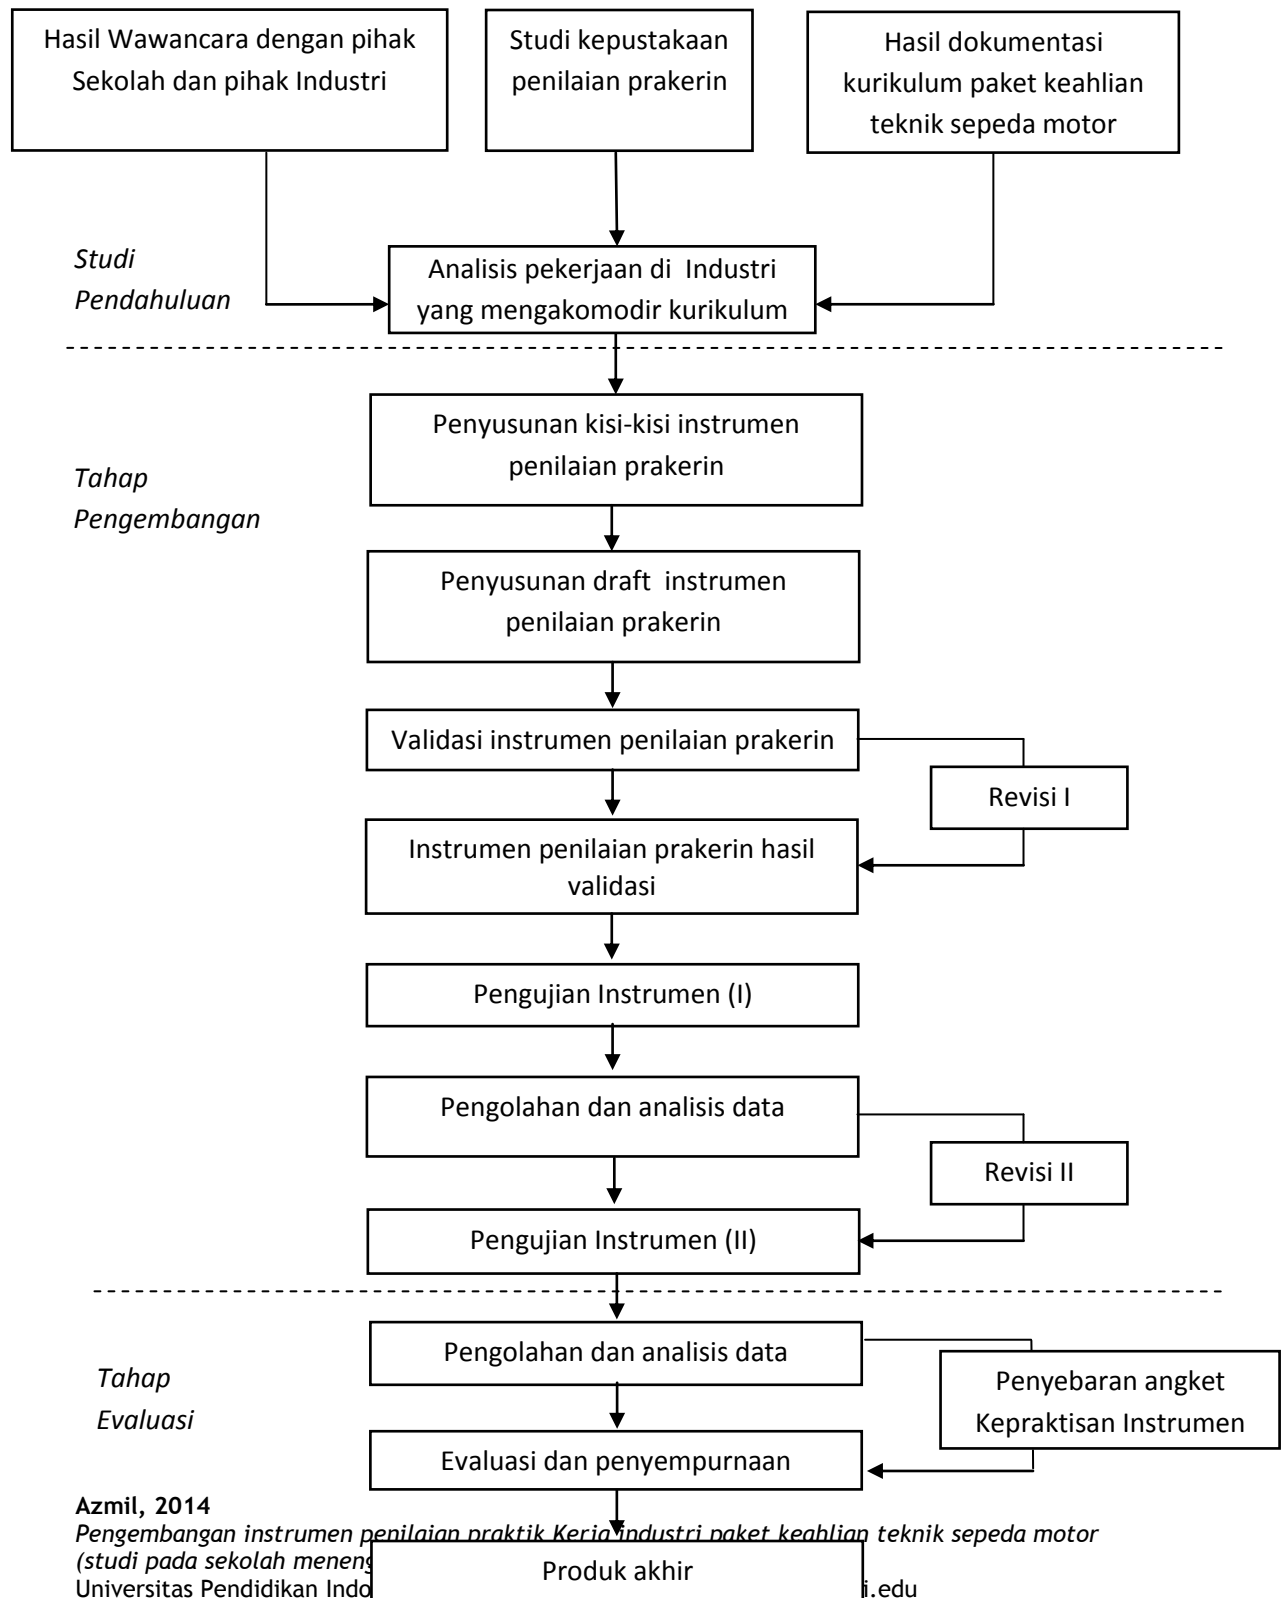 Hasil Wawancara dengan pihak
Sekolah dan pihak Industri
Studi kepustakaan
penilaian prakerin
Hasil dokumentasi
kurikulum paket keahlian
teknik sepeda motor
Studi
Pendahuluan
Analisis pekerjaan di  Industri
yang mengakomodir kurikulum
Penyusunan kisi-kisi instrumen
penilaian prakerin
Tahap
Pengembangan
Penyusunan draft  instrumen
penilaian prakerin
Validasi instrumen penilaian prakerin
Revisi I
Instrumen penilaian prakerin hasil
validasi
Pengujian Instrumen (I)
Pengolahan dan analisis data
Revisi II
Pengujian Instrumen (II)
Pengolahan dan analisis data
Tahap
Evaluasi
Penyebaran angket
Kepraktisan Instrumen
Evaluasi dan penyempurnaan
Azmil, 2014
Pengembangan instrumen penilaian praktik Kerja industri paket keahlian teknik sepeda motor
(studi pada sekolah meneng
Produk akhir
Universitas Pendidikan Indo
i.edu